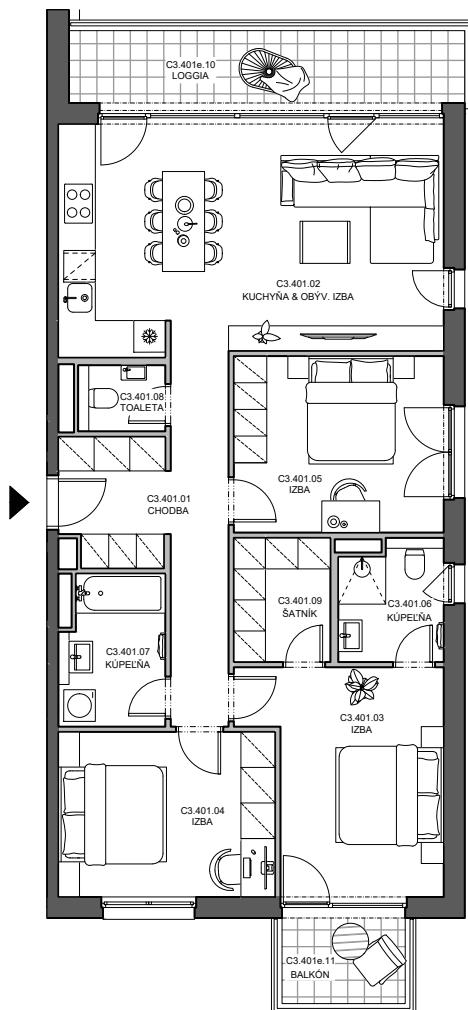 C3.401e.10
LOGGIA
C3.401.02
KUCHYŇA & OBÝV. IZBA
C3.401.08
TOALETA
C3.401.05
IZBA
C3.401.01
CHODBA
C3.401.09
ŠATNÍK
C3.401.06
KÚPEĽŇA
C3.401.07
KÚPEĽŇA
C3.401.03
IZBA
C3.401.04
IZBA
C3.401e.11
BALKÓN